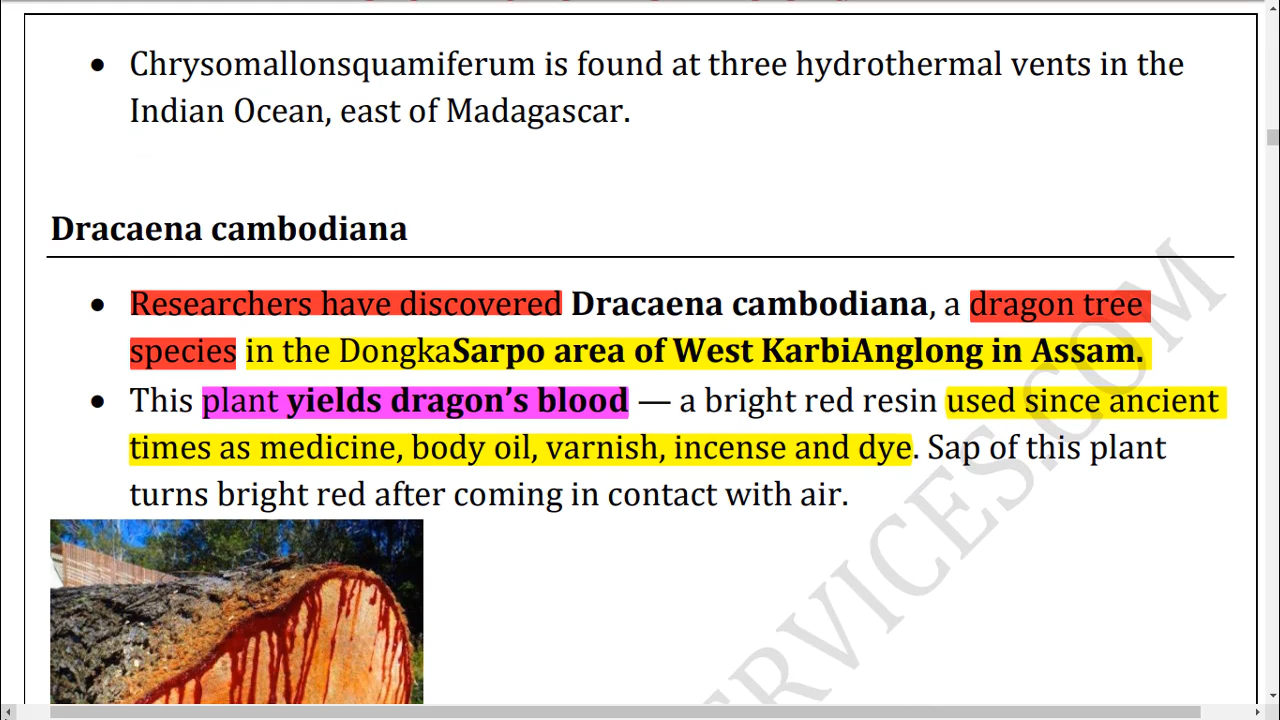 • Chrysomallonsquamiferum is found at three hydrothermal vents in the
Indian Ocean, east of Madagascar.
Dracaena cambodiana
• Researchers have discovered Dracaena cambodiana, a dragon tree
species in the DongkaSarpo area of West KarbiAnglong in Assam.
• This plant yields dragon’s blood — a bright red resin used since ancient
times as medicine, body oil, varnish, incense and dye. Sap of this plant
turns bright red after coming in contact with air.
RVICES.COM